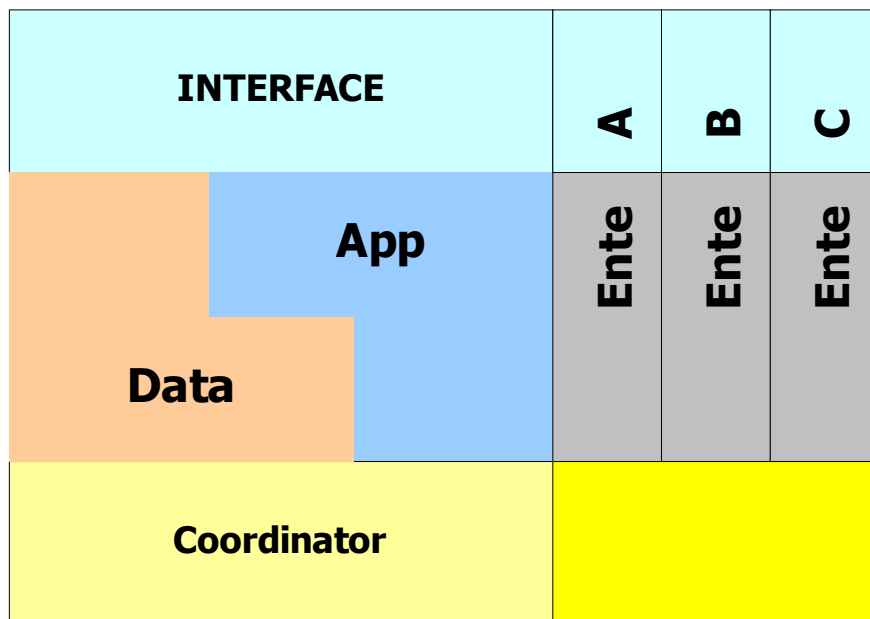 INTERFACE
A
B
C
App
Ente
Ente
Ente
Data
Coordinator